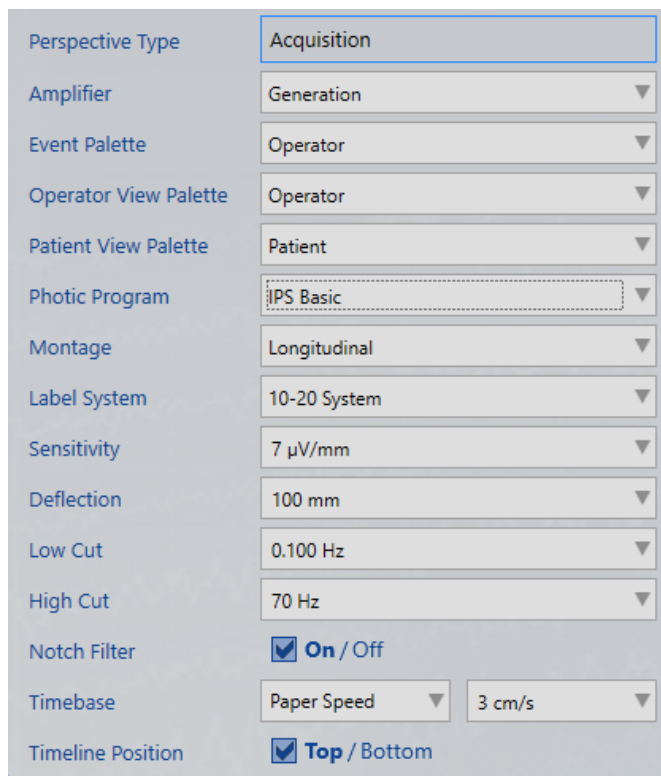 Perspective Type Acquisition
Amplifier Generation
Event Palette Operator
Operator View Palette Operator
Patient View Palette Patient
Photic Program IPS Basic
Montage Longitudinal
Label System 10-20 System
Sensitivity 7 µV/mm
Deflection 100 mm
Low Cut 0.100 Hz
High Cut 70 Hz
Notch Filter On / Off
Timebase Paper Speed 3 cm/s
Timeline Position Top / Bottom